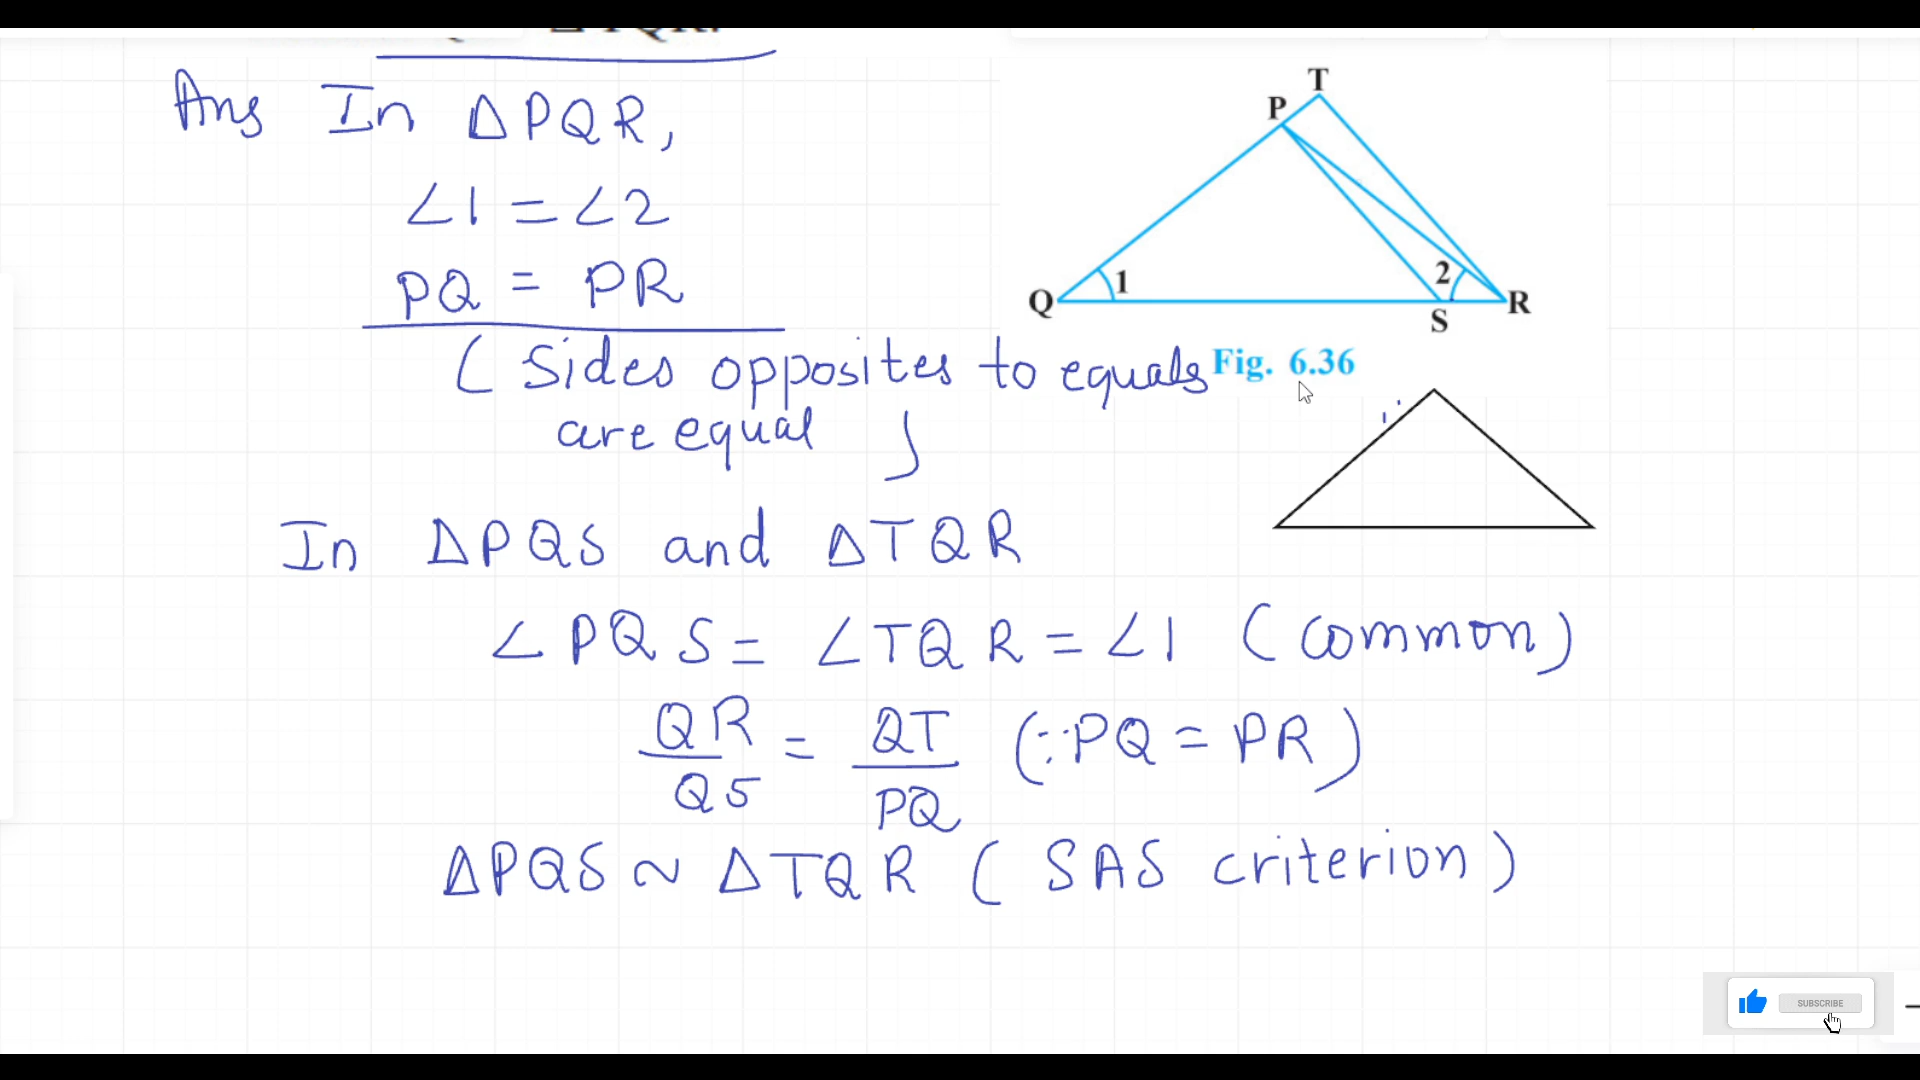 Ans In ΔPQR,
∠1 = ∠2
PQ = PR
( Sides opposites to equals
are equal )
T
P
1
2
Q
S
R
Fig. 6.36
In ΔPQS and ΔTQR
∠PQS = ∠TQR = ∠1 (common)
QR/QS = QT/PQ (∵ PQ = PR)
ΔPQS ~ ΔTQR ( SAS criterion )
SUBSCRIBE